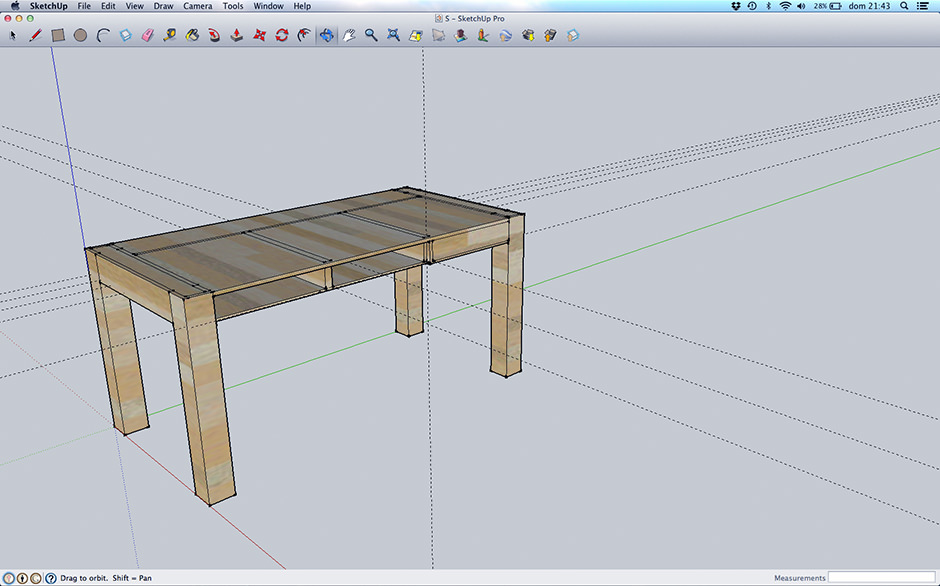 SketchUp File Edit View Draw Camera Tools Window Help 28% dom 21:43
S - SketchUp Pro
Drag to orbit. Shift = Pan Measurements